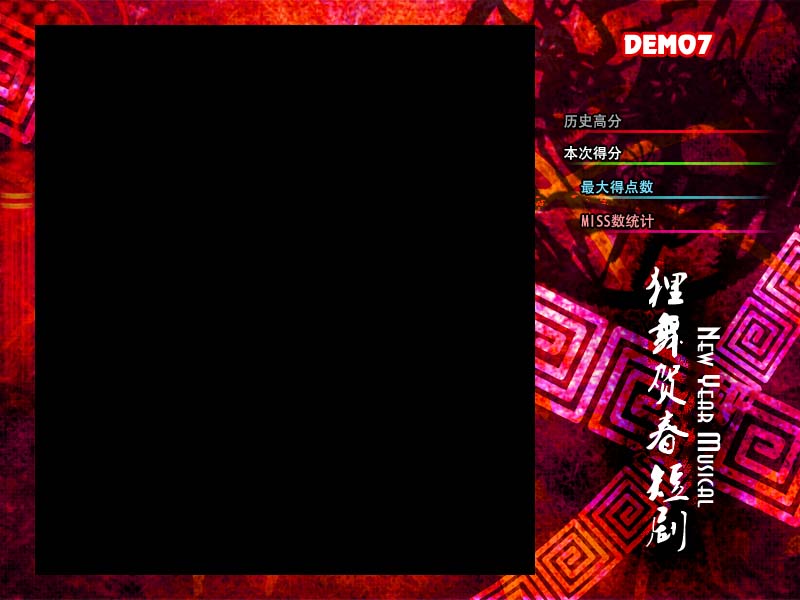 DEMO7
历史高分
本次得分
最大得点数
MISS数统计
狸舞贺春短剧
New Year Musical